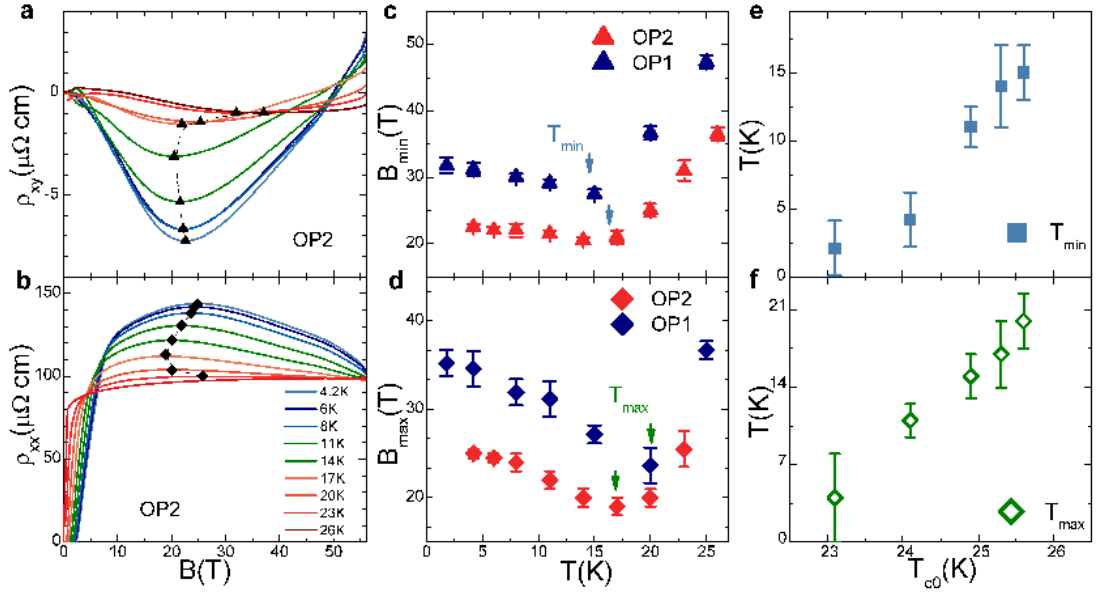 a
0
-5
ρxy(μΩ cm)
OP2
b
150
100
50
0
ρxx(μΩ cm)
OP2
4.2K
6K
8K
11K
14K
17K
20K
23K
26K
0 10 20 30 40 50
B(T)
c
50
40
30
20
Bmin(T)
OP2
OP1
Tmin
d
40
30
20
Bmax(T)
OP2
OP1
Tmax
0 5 10 15 20 25
T(K)
e
15
10
5
0
T(K)
Tmin
f
21
14
7
0
T(K)
Tmax
23 24 25 26
Tc0(K)